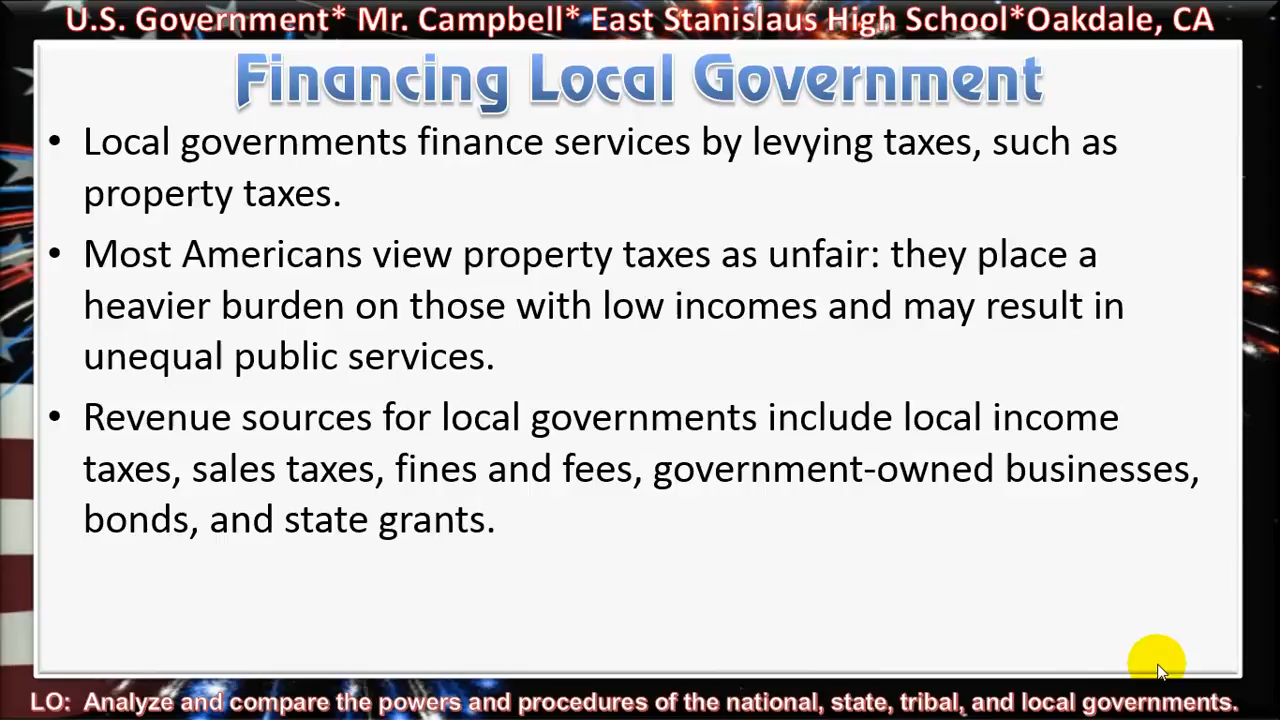 U.S. Government* Mr. Campbell* East Stanislaus High School*Oakdale, CA
Financing Local Government
• Local governments finance services by levying taxes, such as
property taxes.
• Most Americans view property taxes as unfair: they place a
heavier burden on those with low incomes and may result in
unequal public services.
• Revenue sources for local governments include local income
taxes, sales taxes, fines and fees, government-owned businesses,
bonds, and state grants.
LO: Analyze and compare the powers and procedures of the national, state, tribal, and local governments.